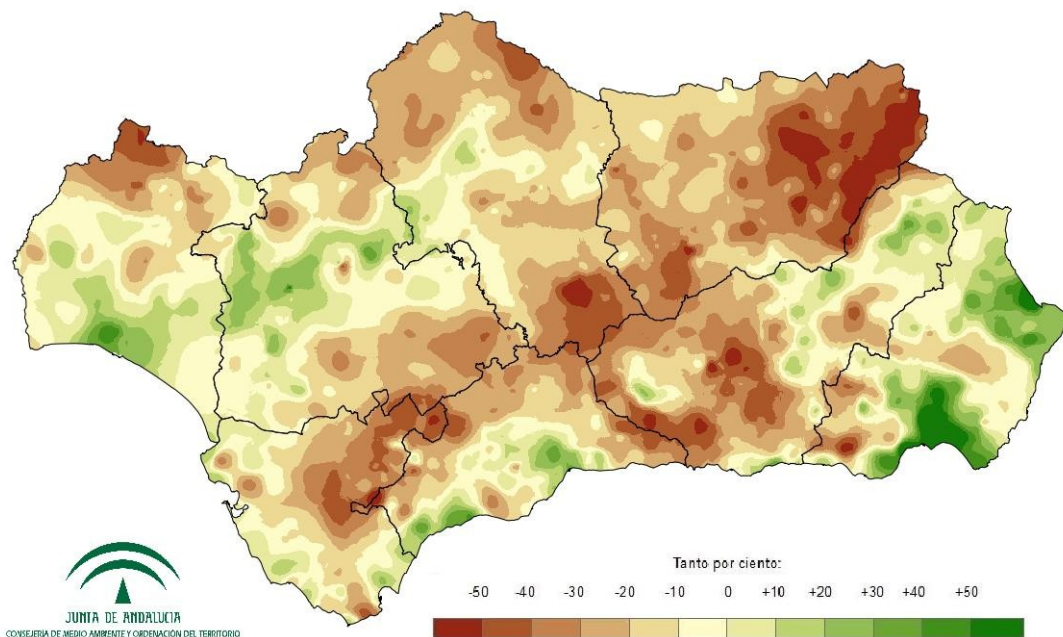 Tanto por ciento:
-50 -40 -30 -20 -10 0 +10 +20 +30 +40 +50
JUNTA DE ANDALUCIA
CONSEJERÍA DE MEDIO AMBIENTE Y ORDENACIÓN DEL TERRITORIO